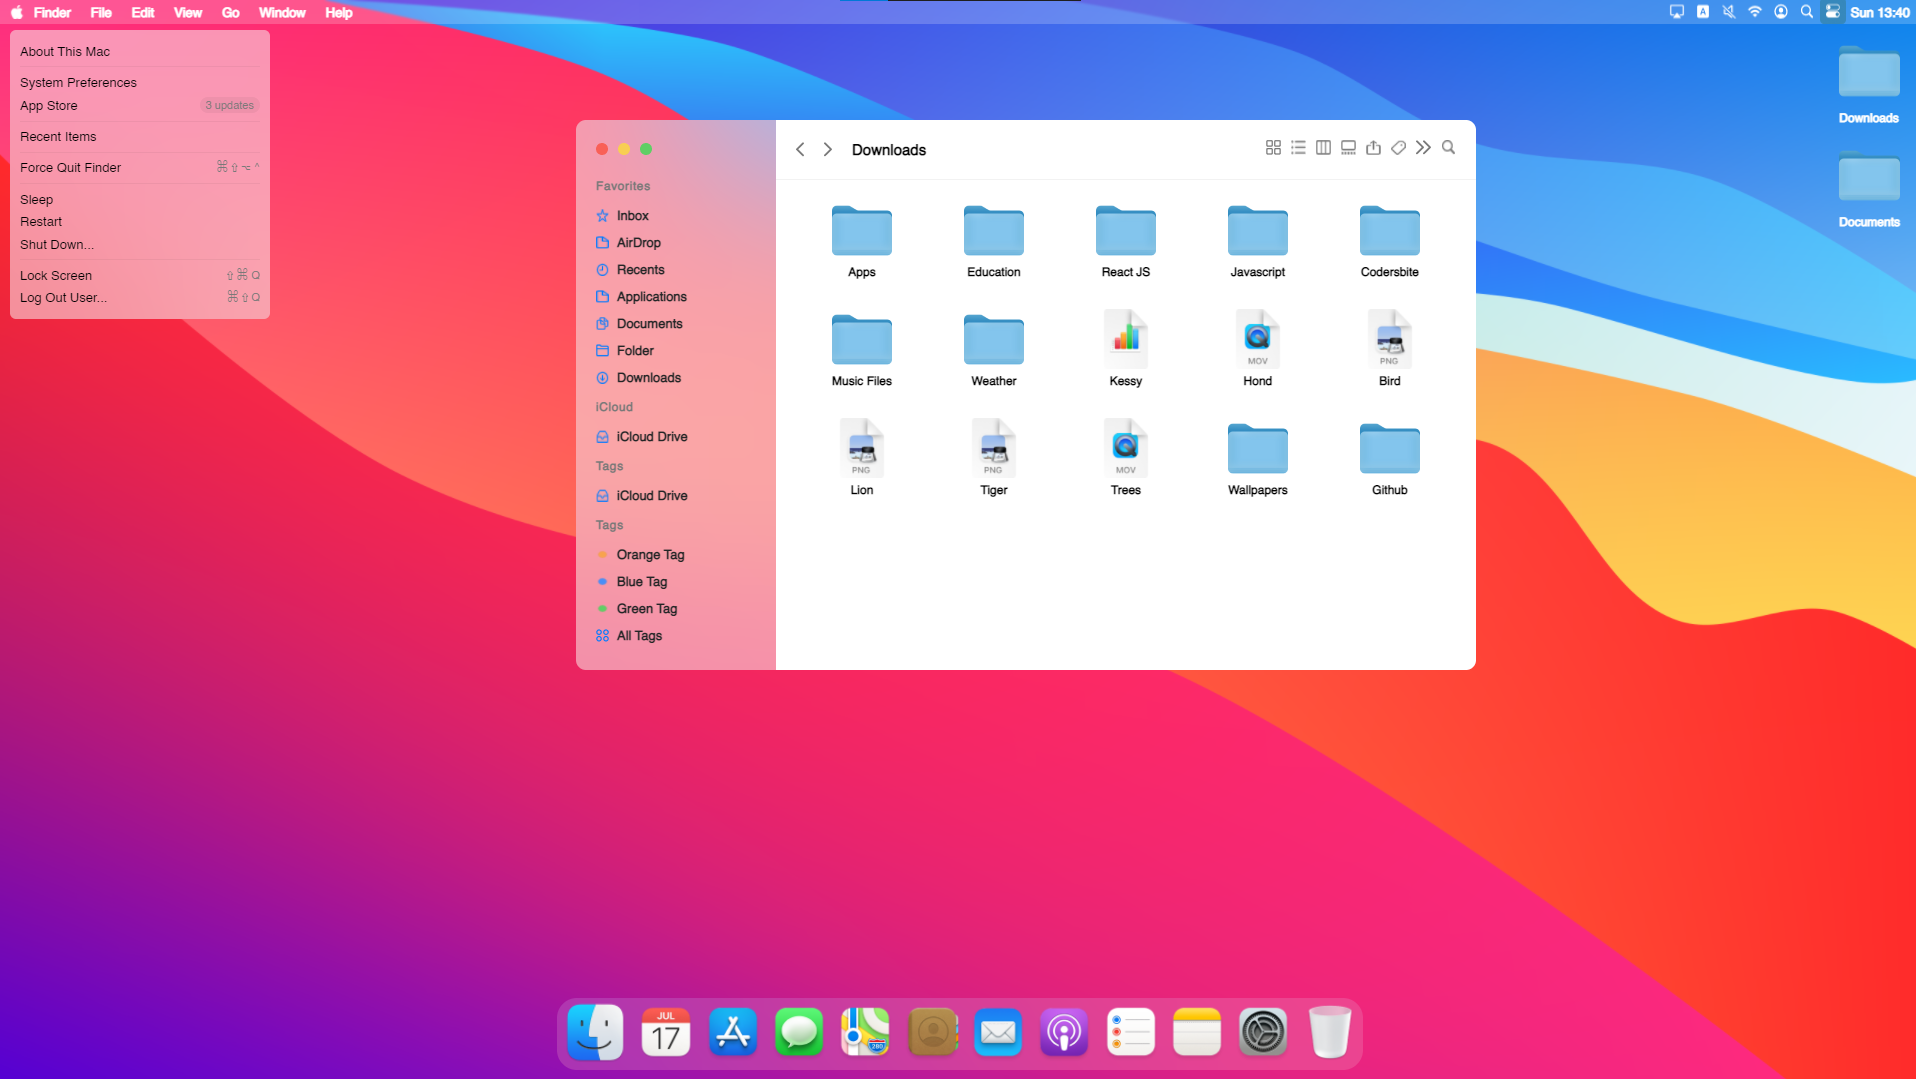 Finder File Edit View Go Window Help
A
Sun 13:40
About This Mac
System Preferences
App Store 3 updates
Recent Items
Force Quit Finder ⌘⇧⌥^
Sleep
Restart
Shut Down...
Lock Screen ⇧⌘Q
Log Out User... ⌘⇧Q
Downloads
Documents
Favorites
Inbox
AirDrop
Recents
Applications
Documents
Folder
Downloads
iCloud
iCloud Drive
Tags
iCloud Drive
Tags
Orange Tag
Blue Tag
Green Tag
All Tags
Downloads
Apps Education React JS Javascript Codersbite
MOV PNG
Music Files Weather Kessy Hond Bird
PNG PNG MOV
Lion Tiger Trees Wallpapers Github
JUL
17
280